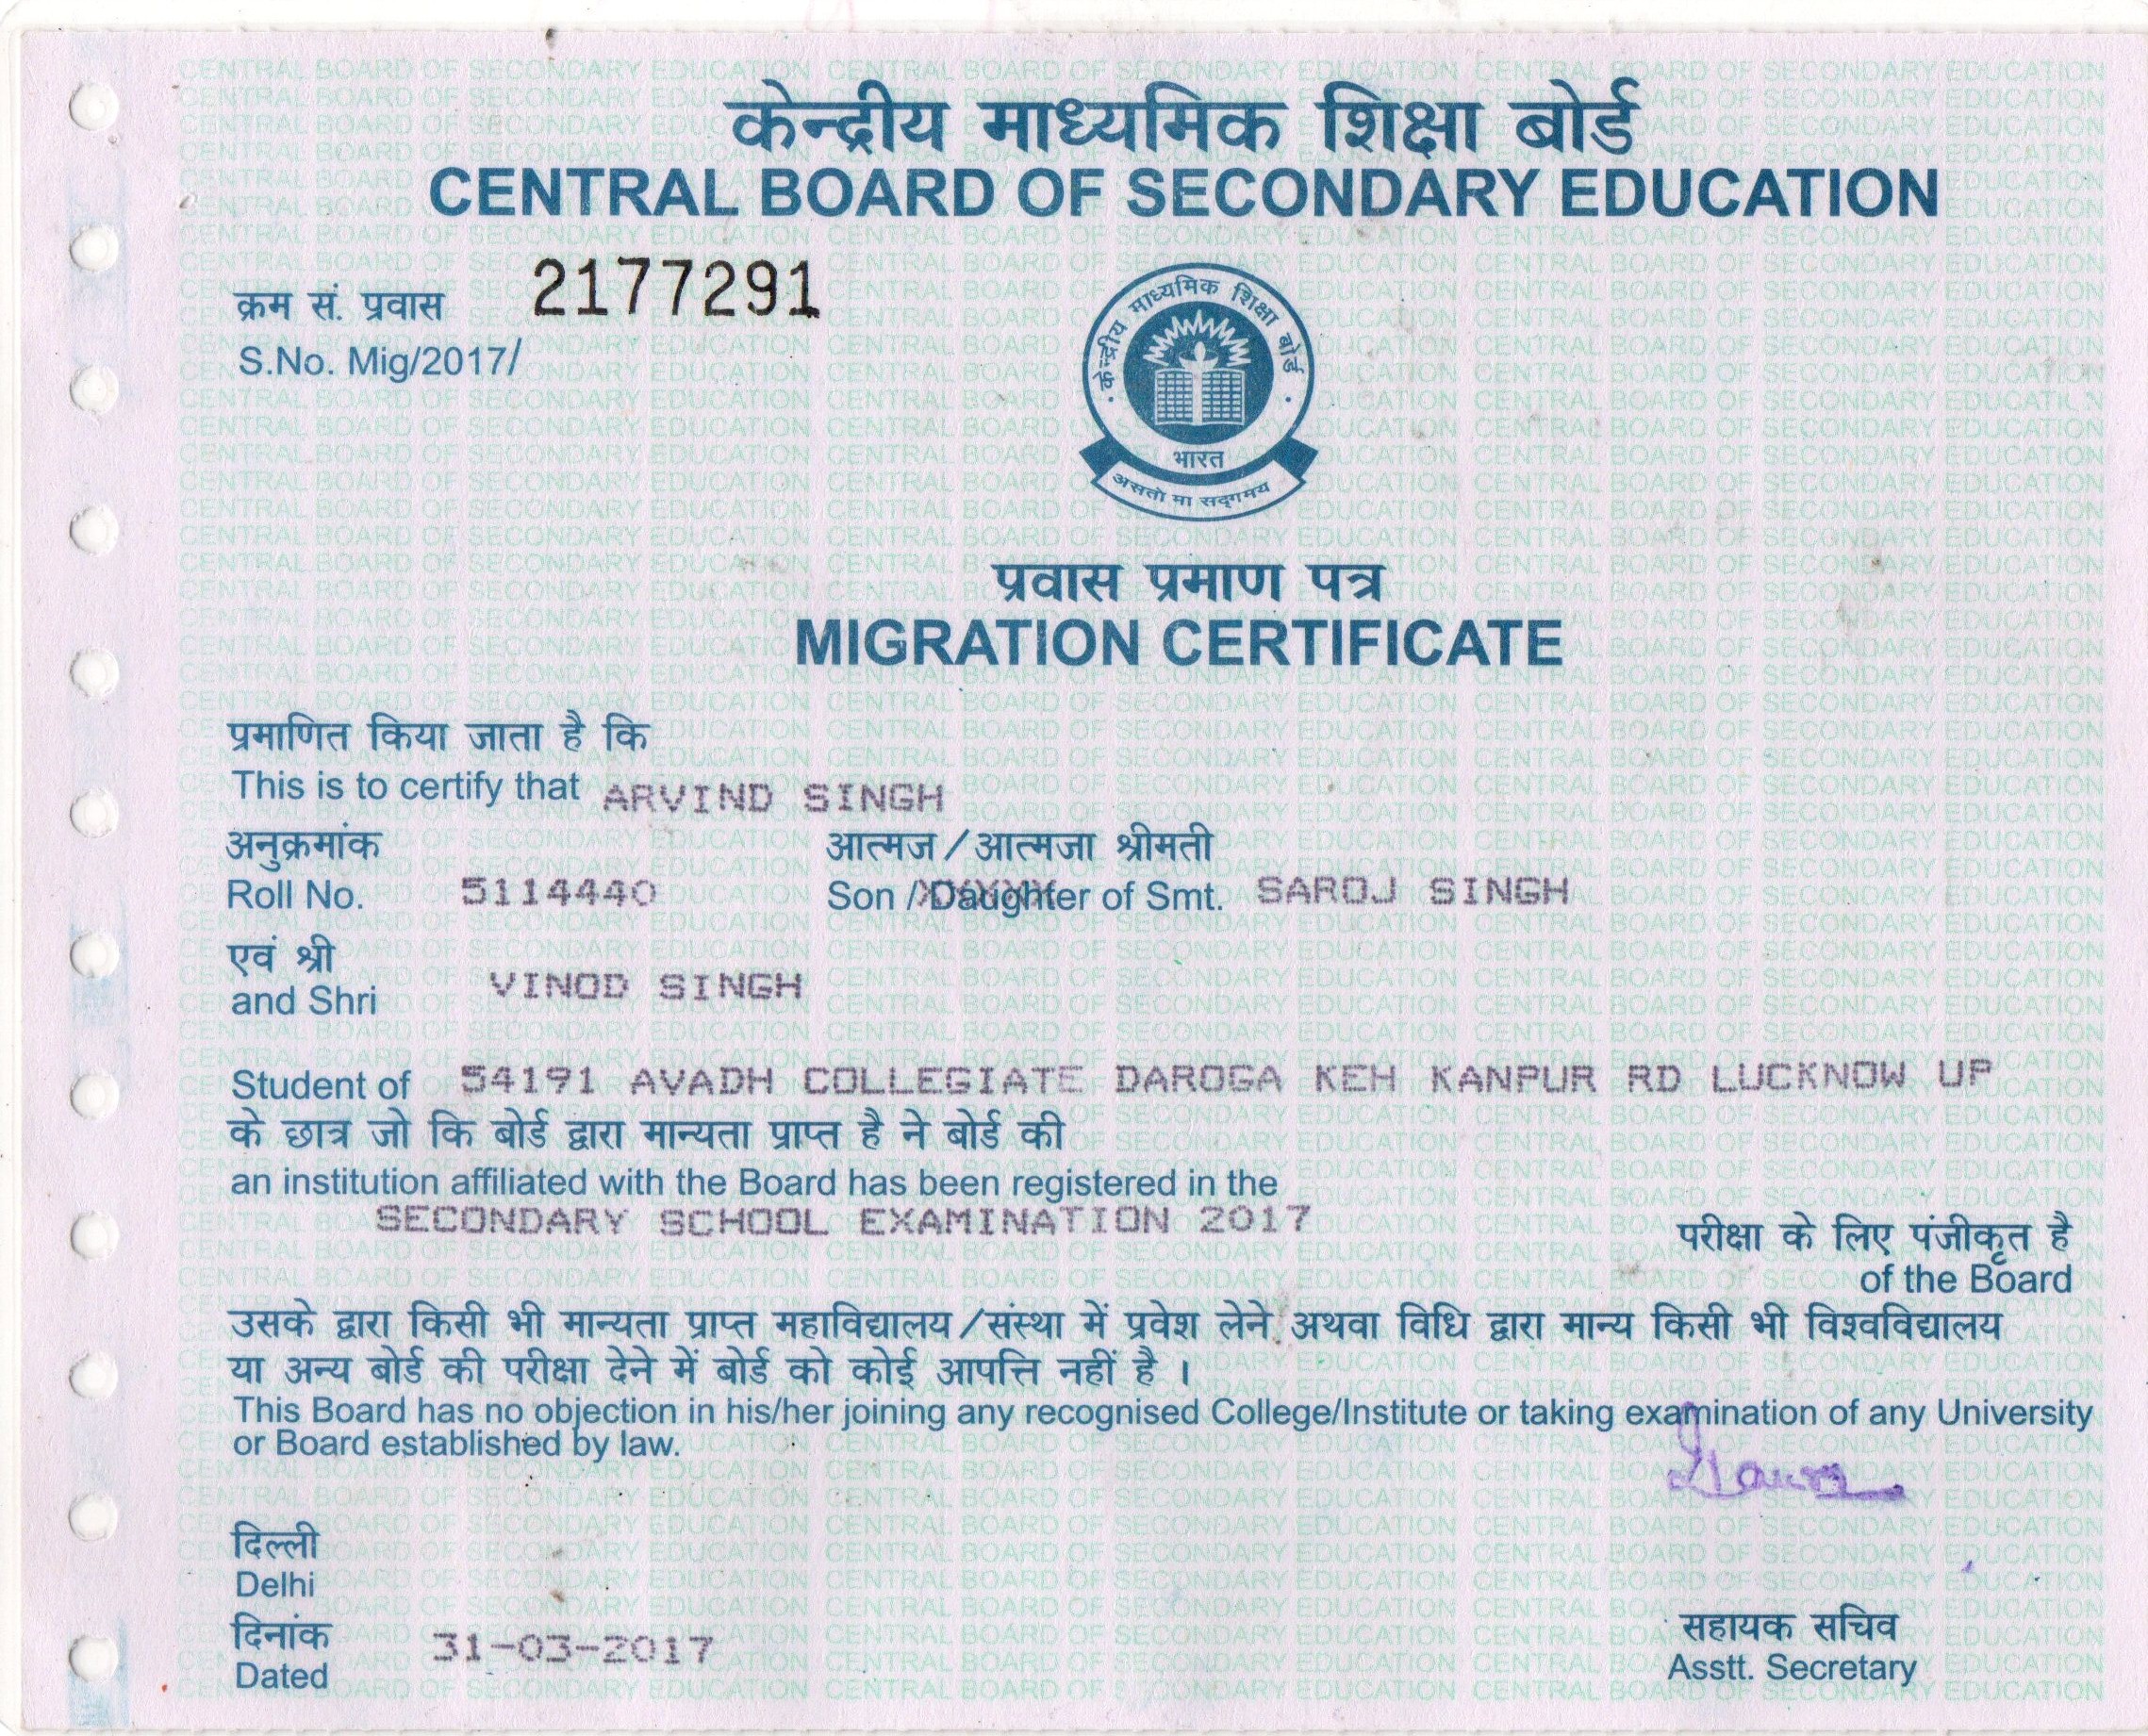 केन्द्रीय माध्यमिक शिक्षा बोर्ड
CENTRAL BOARD OF SECONDARY EDUCATION
क्रम सं. प्रवास 2177291
S.No. Mig/2017/
केन्द्रीय माध्यमिक शिक्षा बोर्ड
भारत
असतो मा सद्गमय
प्रवास प्रमाण पत्र
MIGRATION CERTIFICATE
प्रमाणित किया जाता है कि
This is to certify that ARVIND SINGH
अनुक्रमांक आत्मज / आत्मजा श्रीमती
Roll No. 5114440 Son / Daughter of Smt. SAROJ SINGH
एवं श्री
and Shri VINOD SINGH
Student of 54191 AVADH COLLEGIATE DAROGA KEH KANPUR RD LUCKNOW UP
के छात्र जो कि बोर्ड द्वारा मान्यता प्राप्त है ने बोर्ड की
an institution affiliated with the Board has been registered in the
SECONDARY SCHOOL EXAMINATION 2017
परीक्षा के लिए पंजीकृत है
of the Board
उसके द्वारा किसी भी मान्यता प्राप्त महाविद्यालय / संस्था में प्रवेश लेने अथवा विधि द्वारा मान्य किसी भी विश्वविद्यालय
या अन्य बोर्ड की परीक्षा देने में बोर्ड को कोई आपत्ति नहीं है ।
This Board has no objection in his/her joining any recognised College/Institute or taking examination of any University
or Board established by law.
दिल्ली
Delhi
दिनांक
Dated 31-03-2017
सहायक सचिव
Asstt. Secretary